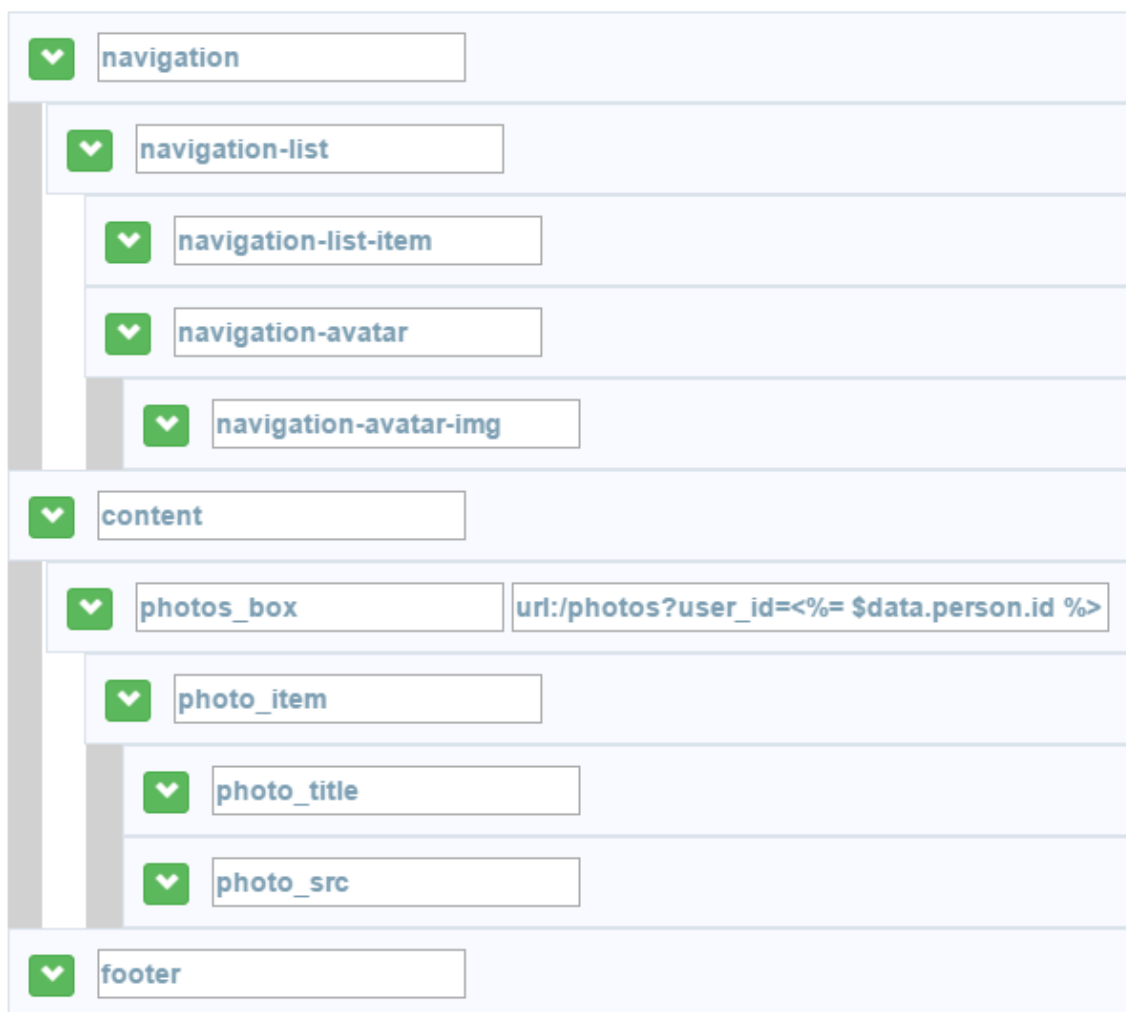 navigation
navigation-list
navigation-list-item
navigation-avatar
navigation-avatar-img
content
photos_box url:/photos?user_id=<%= $data.person.id %>
photo_item
photo_title
photo_src
footer